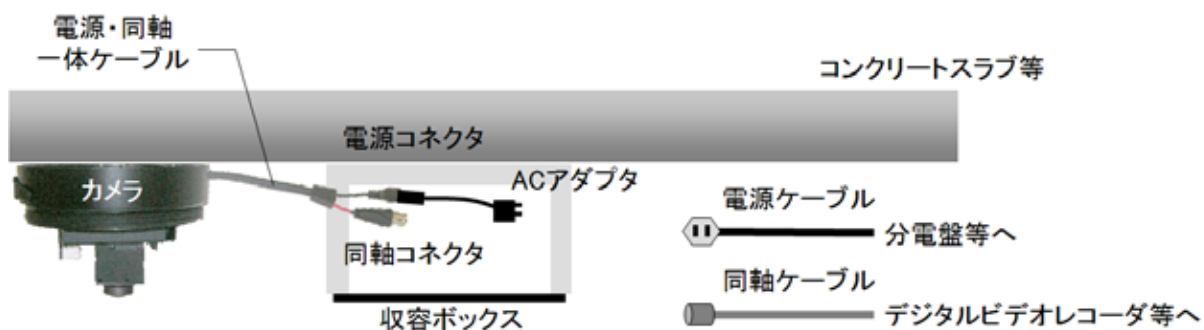 電源・同軸
一体ケーブル
コンクリートスラブ等
電源コネクタ
カメラ
ACアダプタ
電源ケーブル
分電盤等へ
同軸コネクタ
同軸ケーブル
デジタルビデオレコーダ等へ
収容ボックス